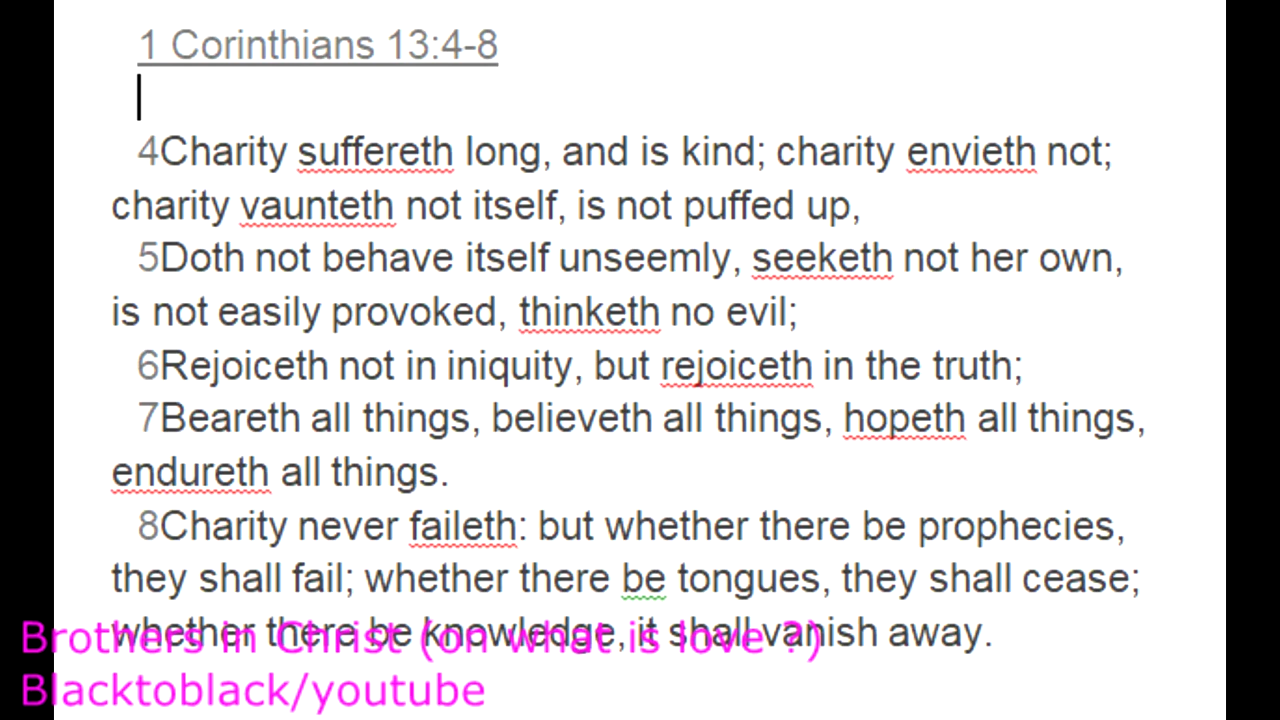 1 Corinthians 13:4-8
4Charity suffereth long, and is kind; charity envieth not;
charity vaunteth not itself, is not puffed up,
5Doth not behave itself unseemly, seeketh not her own,
is not easily provoked, thinketh no evil;
6Rejoiceth not in iniquity, but rejoiceth in the truth;
7Beareth all things, believeth all things, hopeth all things,
endureth all things.
8Charity never faileth: but whether there be prophecies,
they shall fail; whether there be tongues, they shall cease;
whether there be knowledge, it shall vanish away.
Brothers in Christ (on what is love ?)
Blacktoblack/youtube